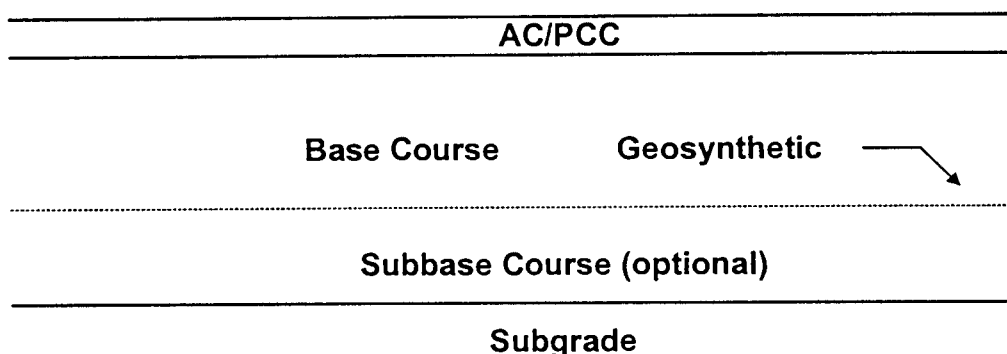 AC/PCC
Base Course Geosynthetic
Subbase Course (optional)
Subgrade